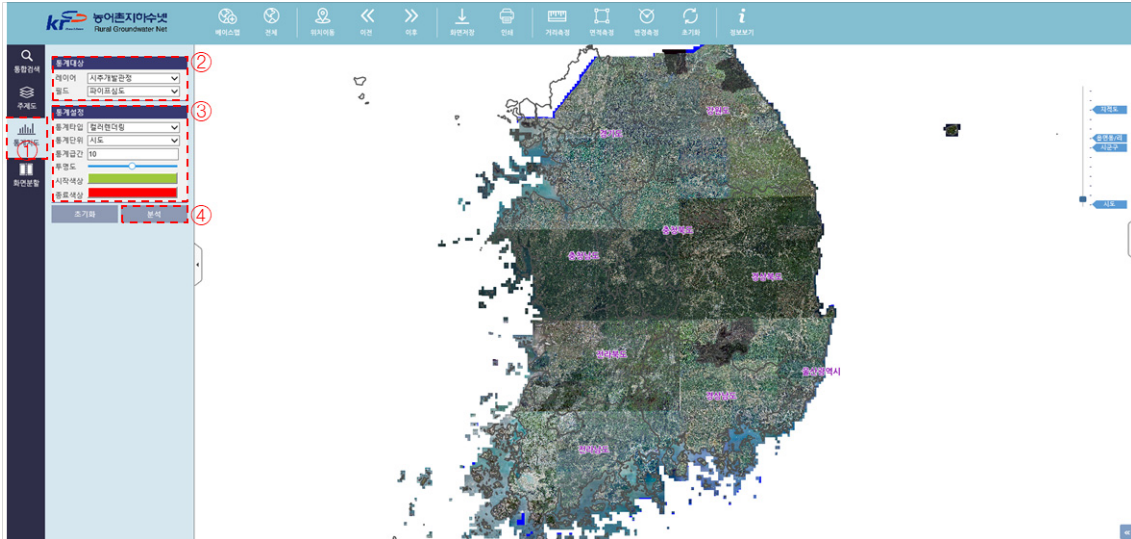 kr 농어촌지하수넷
Rural Groundwater Net
베이스맵 전체 위치이동 이전 이후 화면저장 인쇄 거리측정 면적측정 반경측정 초기화 정보보기
통합검색
주제도
통계지도
화면분할
①
통계대상 ②
레이어 시추개발관정
필드 파이프심도
통계설정 ③
통계타입 컬러렌더링
통계단위 시도
통계급간 10
투명도
시작색상
종료색상
초기화 분석 ④
강원도
경기도
충청북도
충청남도
경상북도
전라북도
울산광역시
경상남도
전라남도
지적도
읍면동/리
시군구
시도